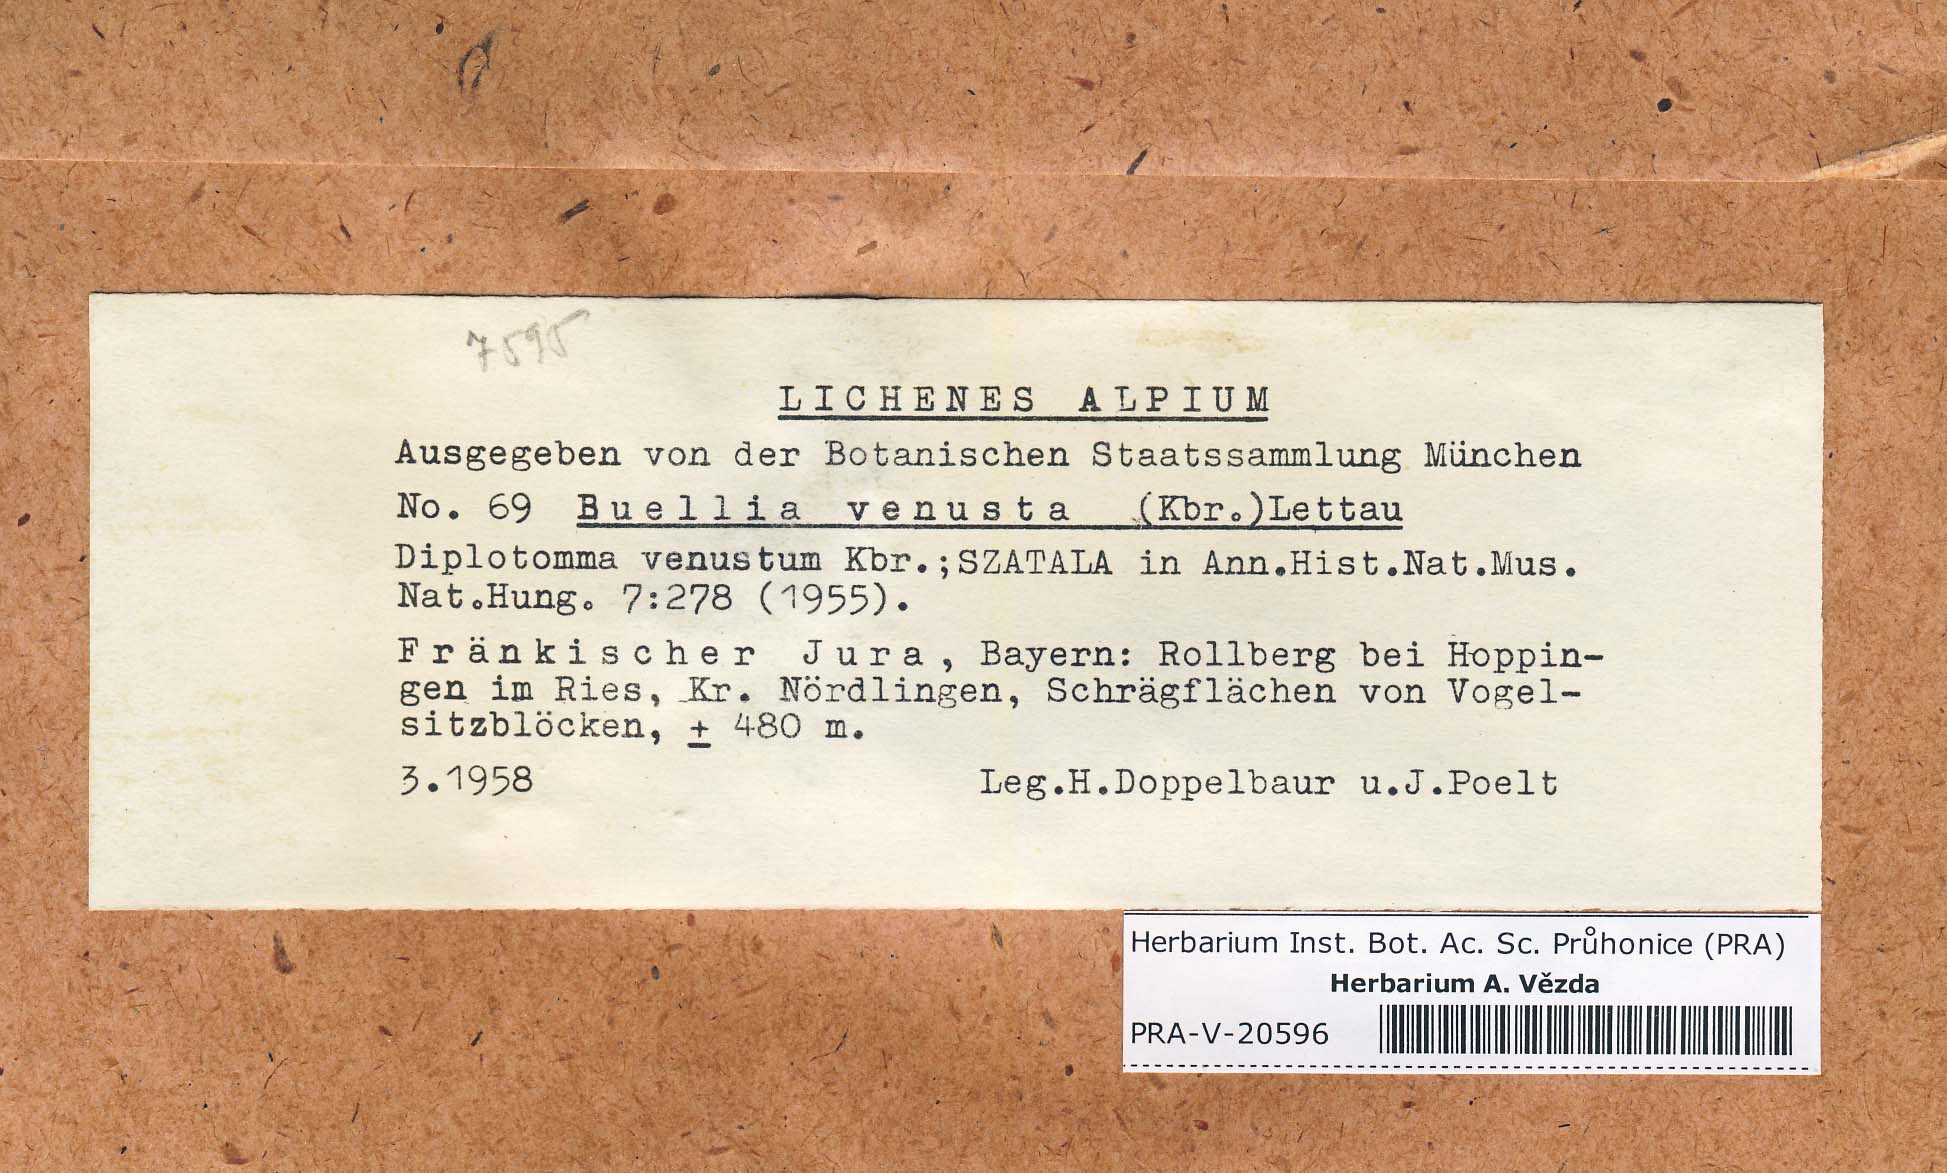 7595
LICHENES ALPIUM
Ausgegeben von der Botanischen Staatssammlung München
No. 69 Buellia venusta (Kbr.)Lettau
Diplotomma venustum Kbr.;SZATALA in Ann.Hist.Nat.Mus.
Nat.Hung. 7:278 (1955).
Fränkischer Jura, Bayern: Rollberg bei Hoppin-
gen im Ries, Kr. Nördlingen, Schrägflächen von Vogel-
sitzblöcken, ± 480 m.
3.1958 Leg.H.Doppelbaur u.J.Poelt
Herbarium Inst. Bot. Ac. Sc. Průhonice (PRA)
Herbarium A. Vězda
PRA-V-20596